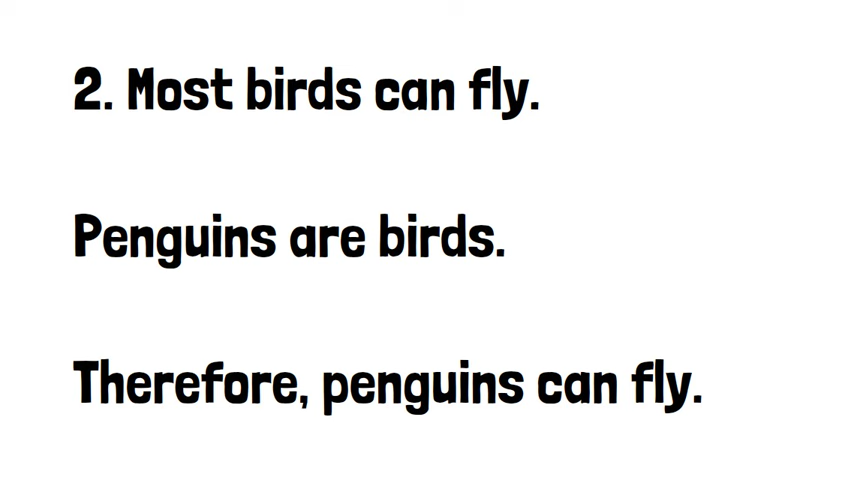 2. Most birds can fly.
Penguins are birds.
Therefore, penguins can fly.